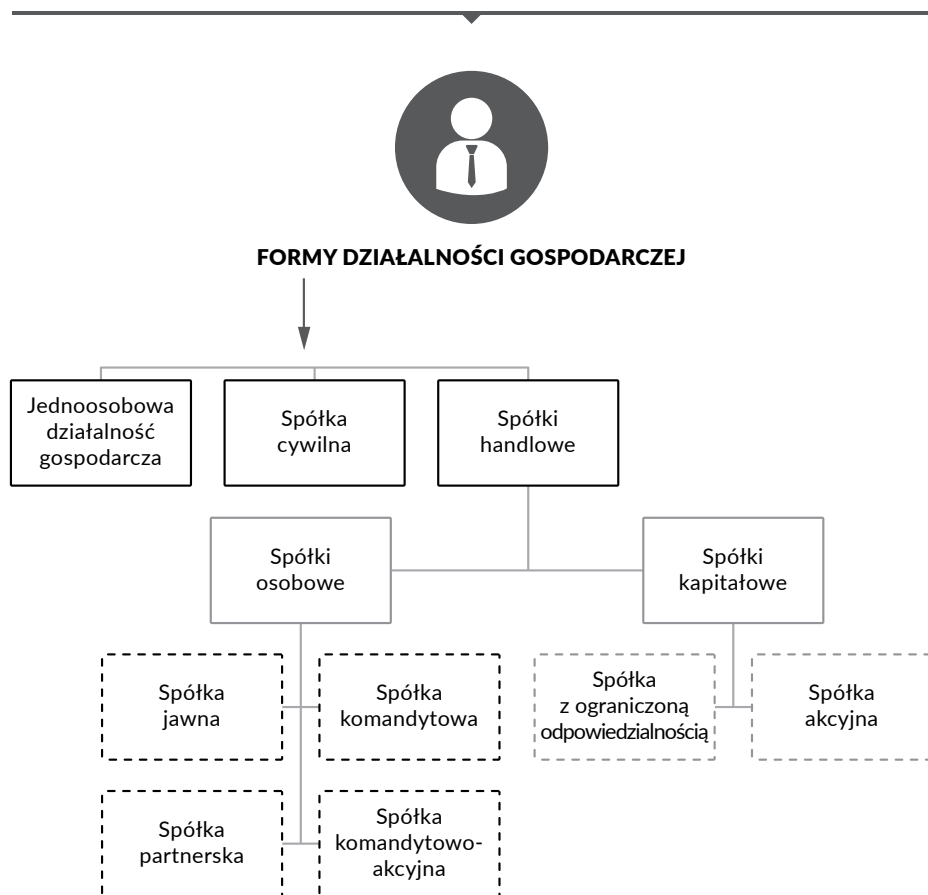 FORMY DZIAŁALNOŚCI GOSPODARCZEJ
Jednoosobowa
działalność
gospodarcza
Spółka
cywilna
Spółki
handlowe
Spółki
osobowe
Spółki
kapitałowe
Spółka
jawna
Spółka
komandytowa
Spółka
z ograniczoną
odpowiedzialnością
Spółka
akcyjna
Spółka
partnerska
Spółka
komandytowo-
akcyjna